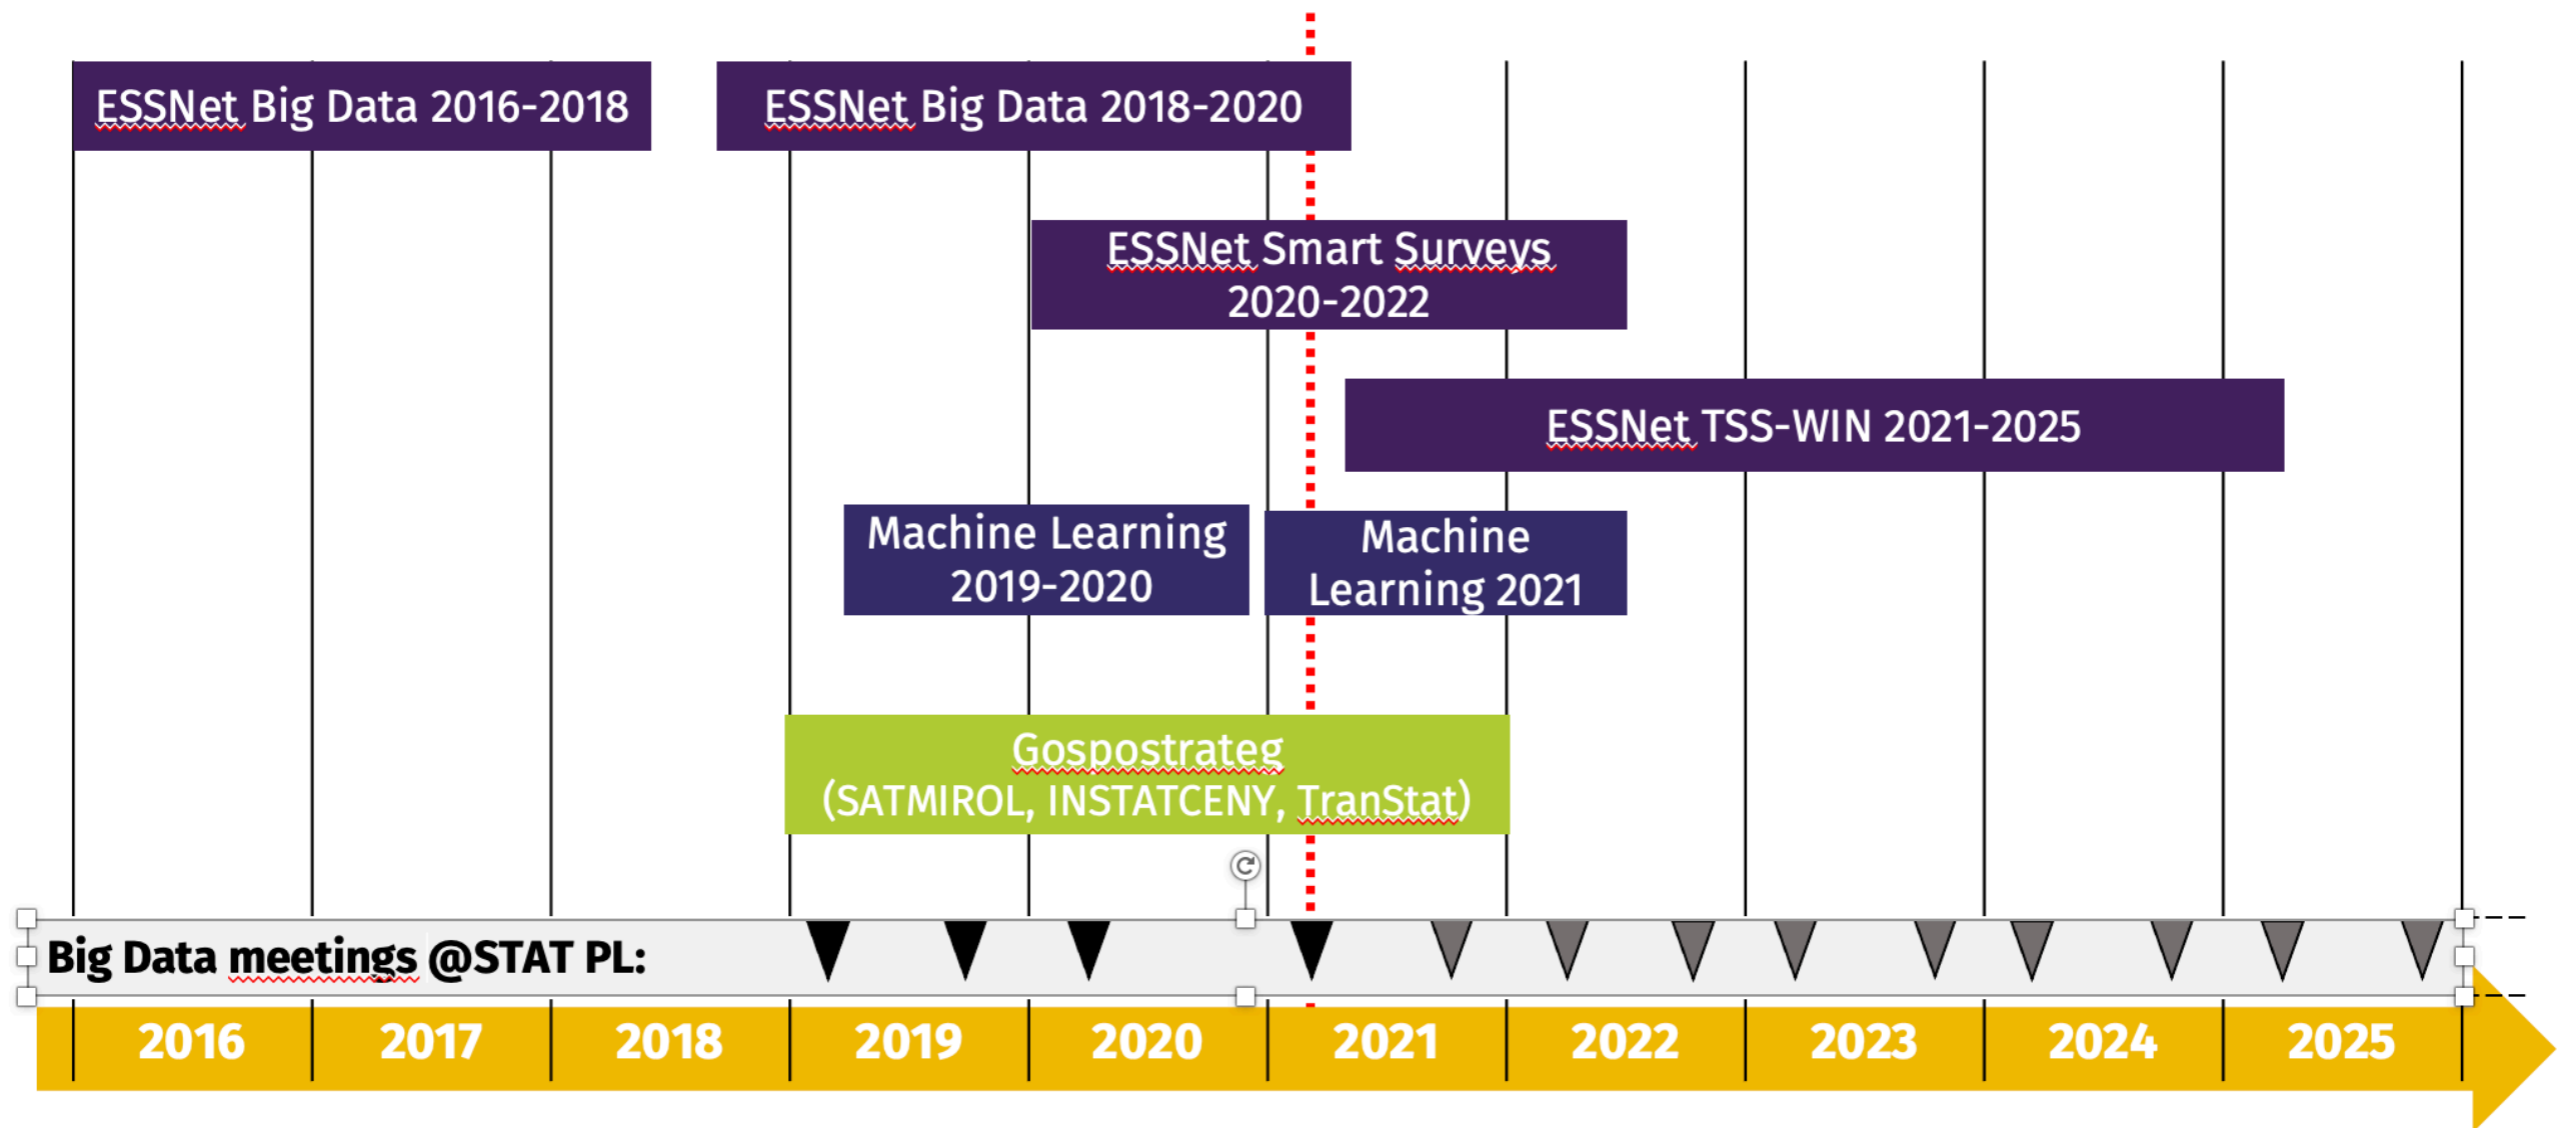 ESSNet Big Data 2016-2018
ESSNet Big Data 2018-2020
ESSNet Smart Surveys
2020-2022
ESSNet TSS-WIN 2021-2025
Machine Learning
2019-2020
Machine
Learning 2021
Gospostrateg
(SATMIROL, INSTATCENY, TranStat)
Big Data meetings @STAT PL:
2016 2017 2018 2019 2020 2021 2022 2023 2024 2025